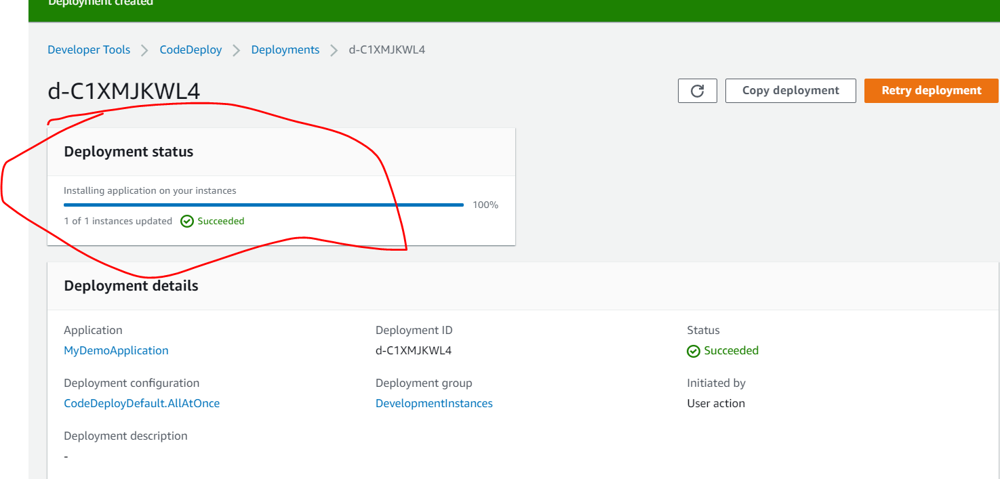 Deployment created
Developer Tools > CodeDeploy > Deployments > d-C1XMJKWL4
d-C1XMJKWL4
Copy deployment
Retry deployment
Deployment status
Installing application on your instances
100%
1 of 1 instances updated Succeeded
Deployment details
Application
MyDemoApplication
Deployment ID
d-C1XMJKWL4
Status
Succeeded
Deployment configuration
CodeDeployDefault.AllAtOnce
Deployment group
DevelopmentInstances
Initiated by
User action
Deployment description
-